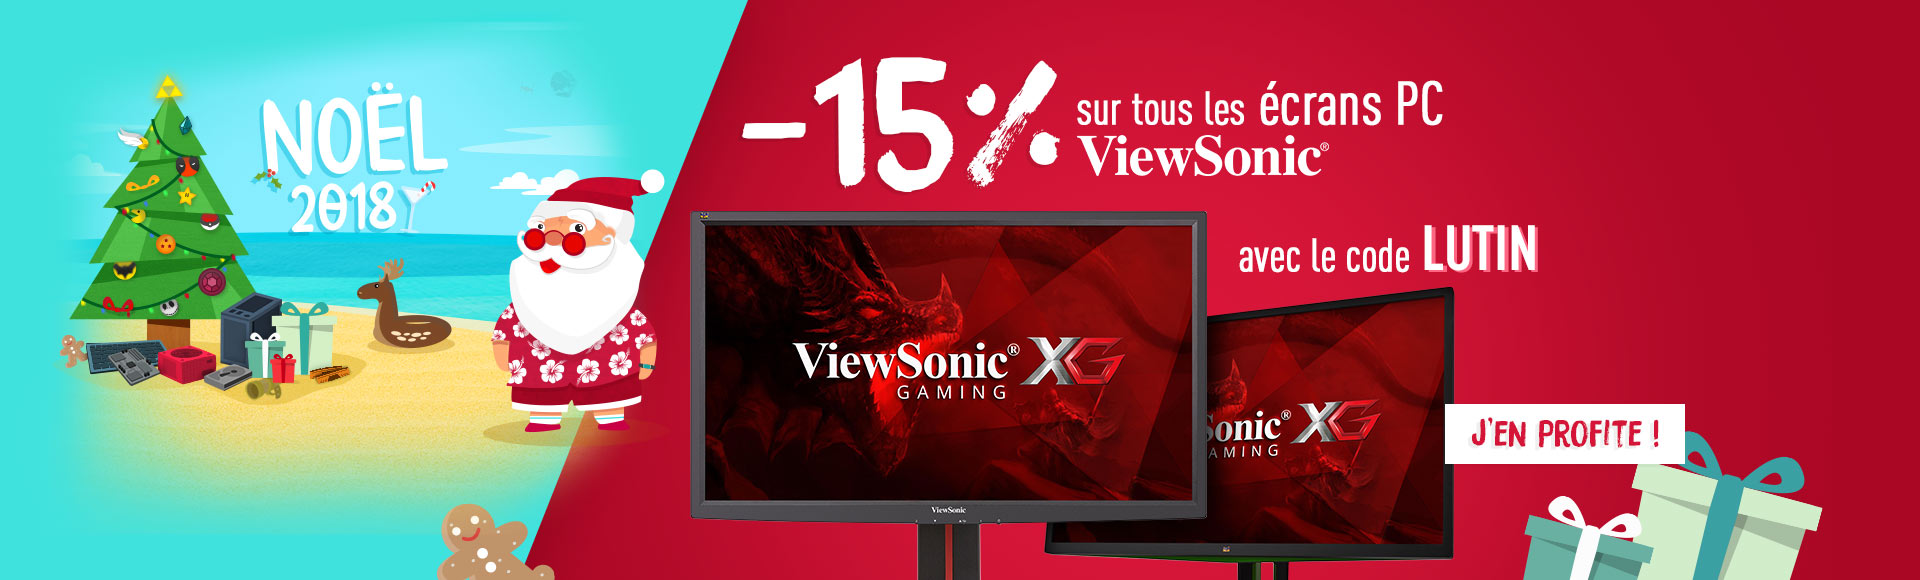 NOËL
2018
-15%
sur tous les écrans PC
ViewSonic®
avec le code LUTIN
ViewSonic® XG
GAMING
ViewSonic
Sonic® XG
AMING
J'EN PROFITE !